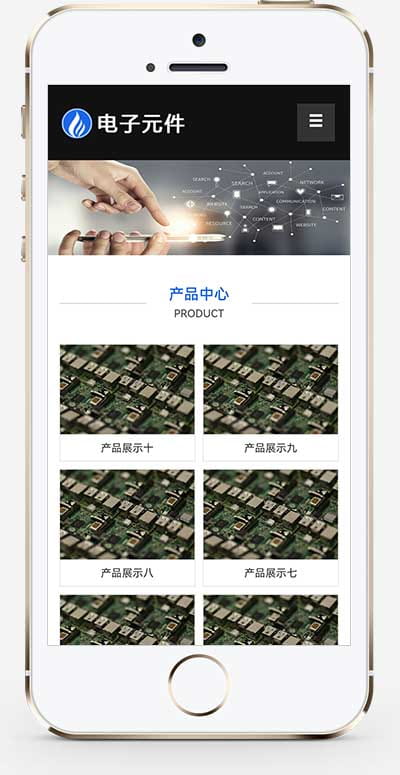 电子元件
SEARCH
ACCOUNT
SEARCH
NETWORK
ACCOUNT
APPLICATION
WEBSITE
COMMUNICATION
SEARCH
CONTENT
CONTENT
RESOURCE
WEBSITE
产品中心
PRODUCT
产品展示十
产品展示九
产品展示八
产品展示七